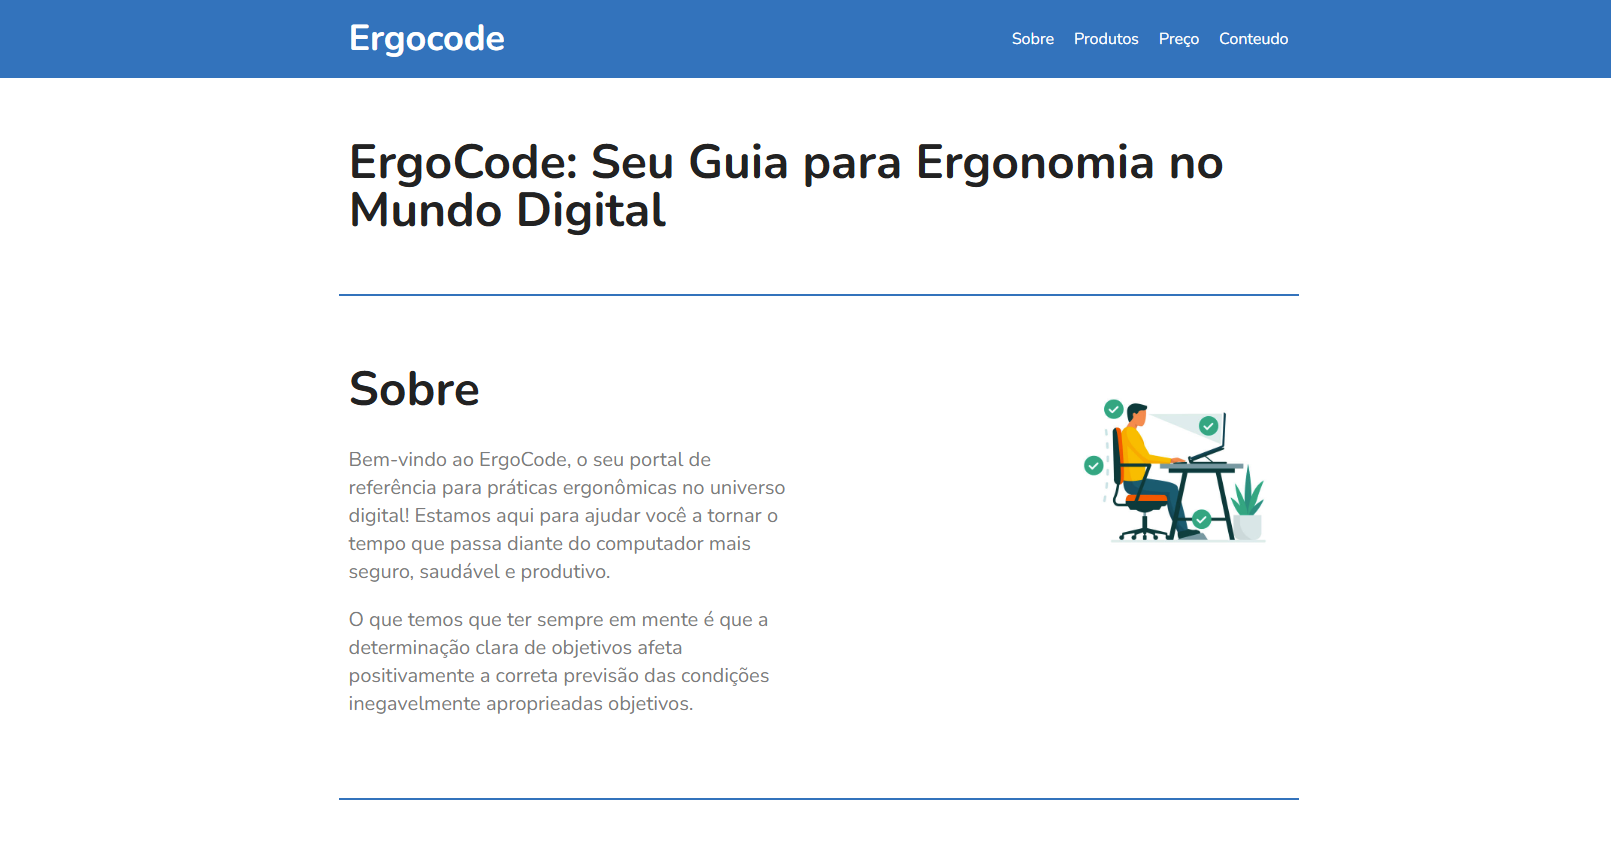 Ergocode
Sobre Produtos Preço Conteudo
ErgoCode: Seu Guia para Ergonomia no
Mundo Digital
Sobre
Bem-vindo ao ErgoCode, o seu portal de
referência para práticas ergonômicas no universo
digital! Estamos aqui para ajudar você a tornar o
tempo que passa diante do computador mais
seguro, saudável e produtivo.
O que temos que ter sempre em mente é que a
determinação clara de objetivos afeta
positivamente a correta previsão das condições
inegavelmente aproprieadas objetivos.